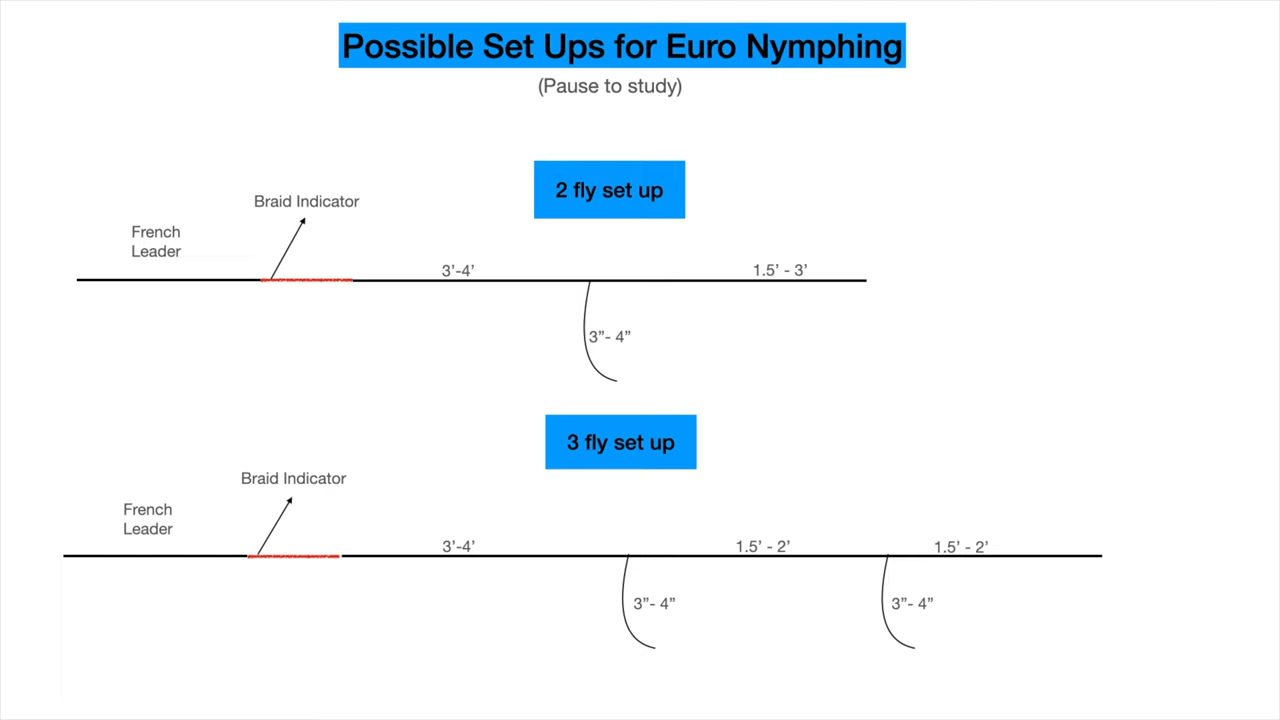 Possible Set Ups for Euro Nymphing
(Pause to study)
2 fly set up
Braid Indicator
French
Leader
3’-4’
1.5’ - 3’
3”- 4”
3 fly set up
Braid Indicator
French
Leader
3’-4’
1.5’ - 2’
1.5’ - 2’
3”- 4”
3”- 4”